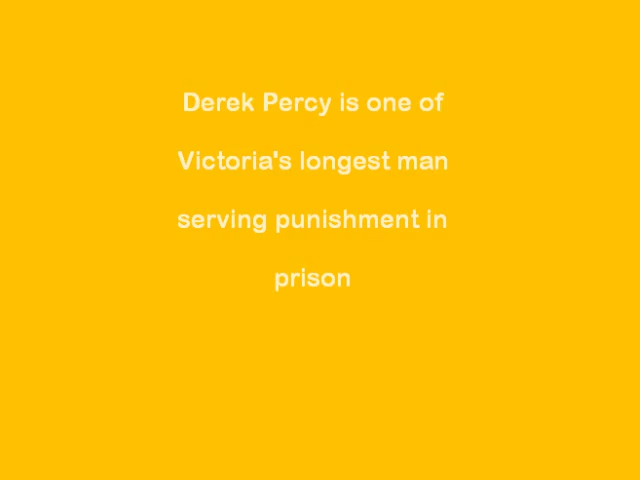 Derek Percy is one of
Victoria's longest man
serving punishment in
prison